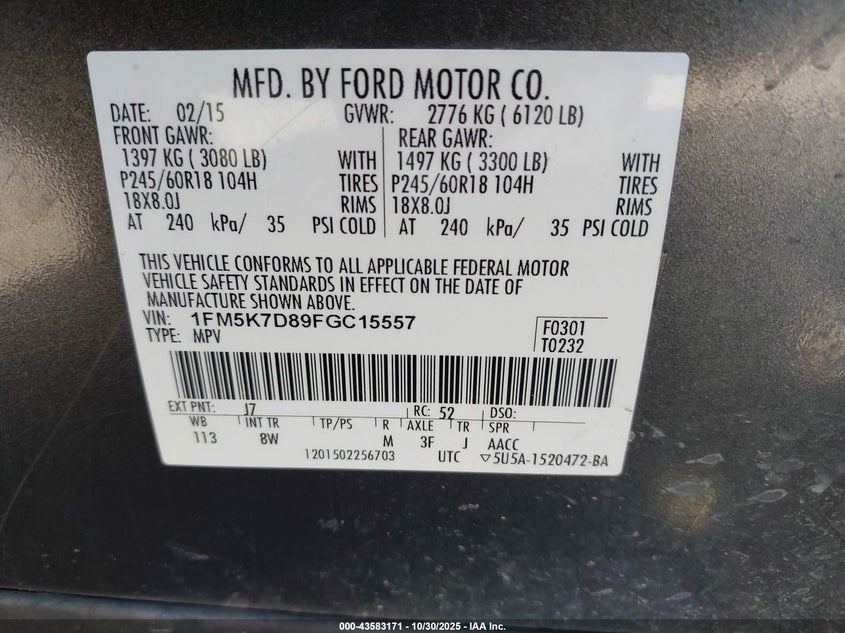 MFD. BY FORD MOTOR CO.
DATE: 02/15 GVWR: 2776 KG ( 6120 LB)
FRONT GAWR: REAR GAWR:
1397 KG ( 3080 LB) WITH 1497 KG ( 3300 LB) WITH
P245/60R18 104H TIRES P245/60R18 104H TIRES
18X8.0J RIMS 18X8.0J RIMS
AT 240 kPa/ 35 PSI COLD AT 240 kPa/ 35 PSI COLD
THIS VEHICLE CONFORMS TO ALL APPLICABLE FEDERAL MOTOR
VEHICLE SAFETY STANDARDS IN EFFECT ON THE DATE OF
MANUFACTURE SHOWN ABOVE.
VIN: 1FM5K7D89FGC15557 F0301
TYPE: MPV T0232
EXT PNT: J7 RC: 52 DSO:
WB INT TR TP/PS R AXLE TR SPR
113 8W M 3F J AACC
1201502256703 UTC ▽5U5A-1520472-BA
000-43583171 - 10/30/2025 - IAA Inc.